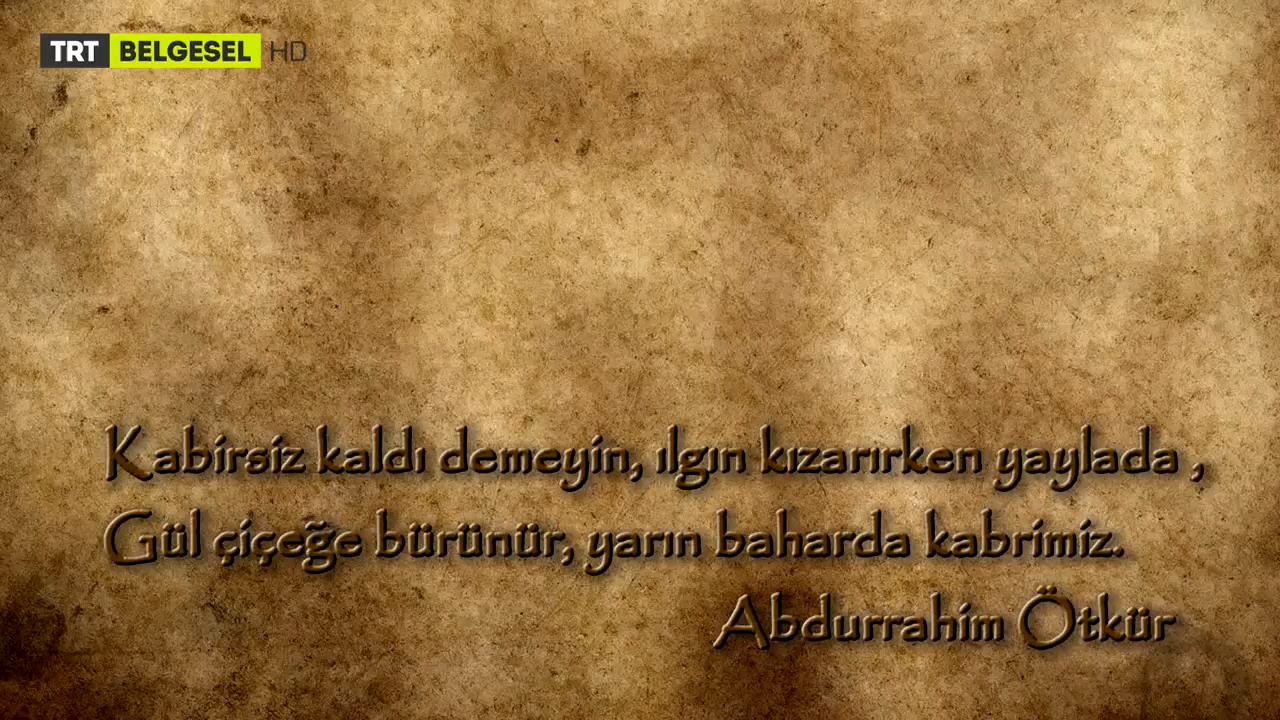 TRT BELGESEL HD
Kabirsiz kaldı demeyin, ılgın kızarırken yaylada ,
Gül çiçeğe bürünür, yarın baharda kabrimiz.
Abdurrahim Ötkür